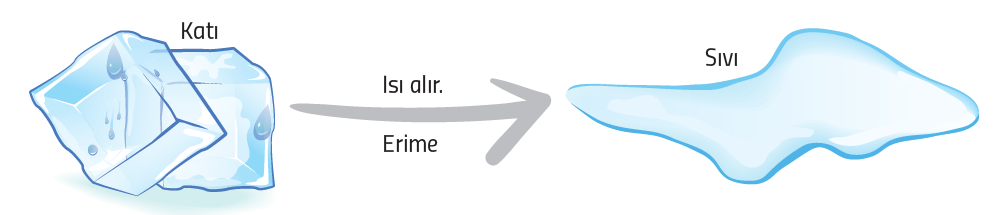 Katı
Isı alır.
Erime
Sıvı